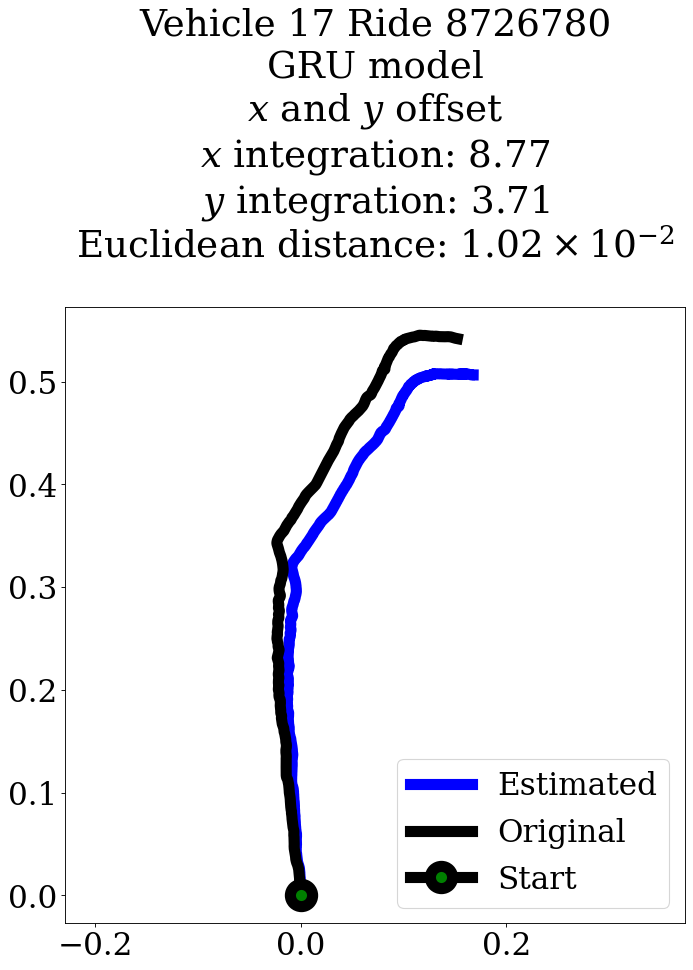 Vehicle 17 Ride 8726780
GRU model
x and y offset
x integration: 8.77
y integration: 3.71
Euclidean distance: 1.02 × 10⁻²
0.5
0.4
0.3
0.2
0.1
0.0
−0.2 0.0 0.2
Estimated
Original
Start